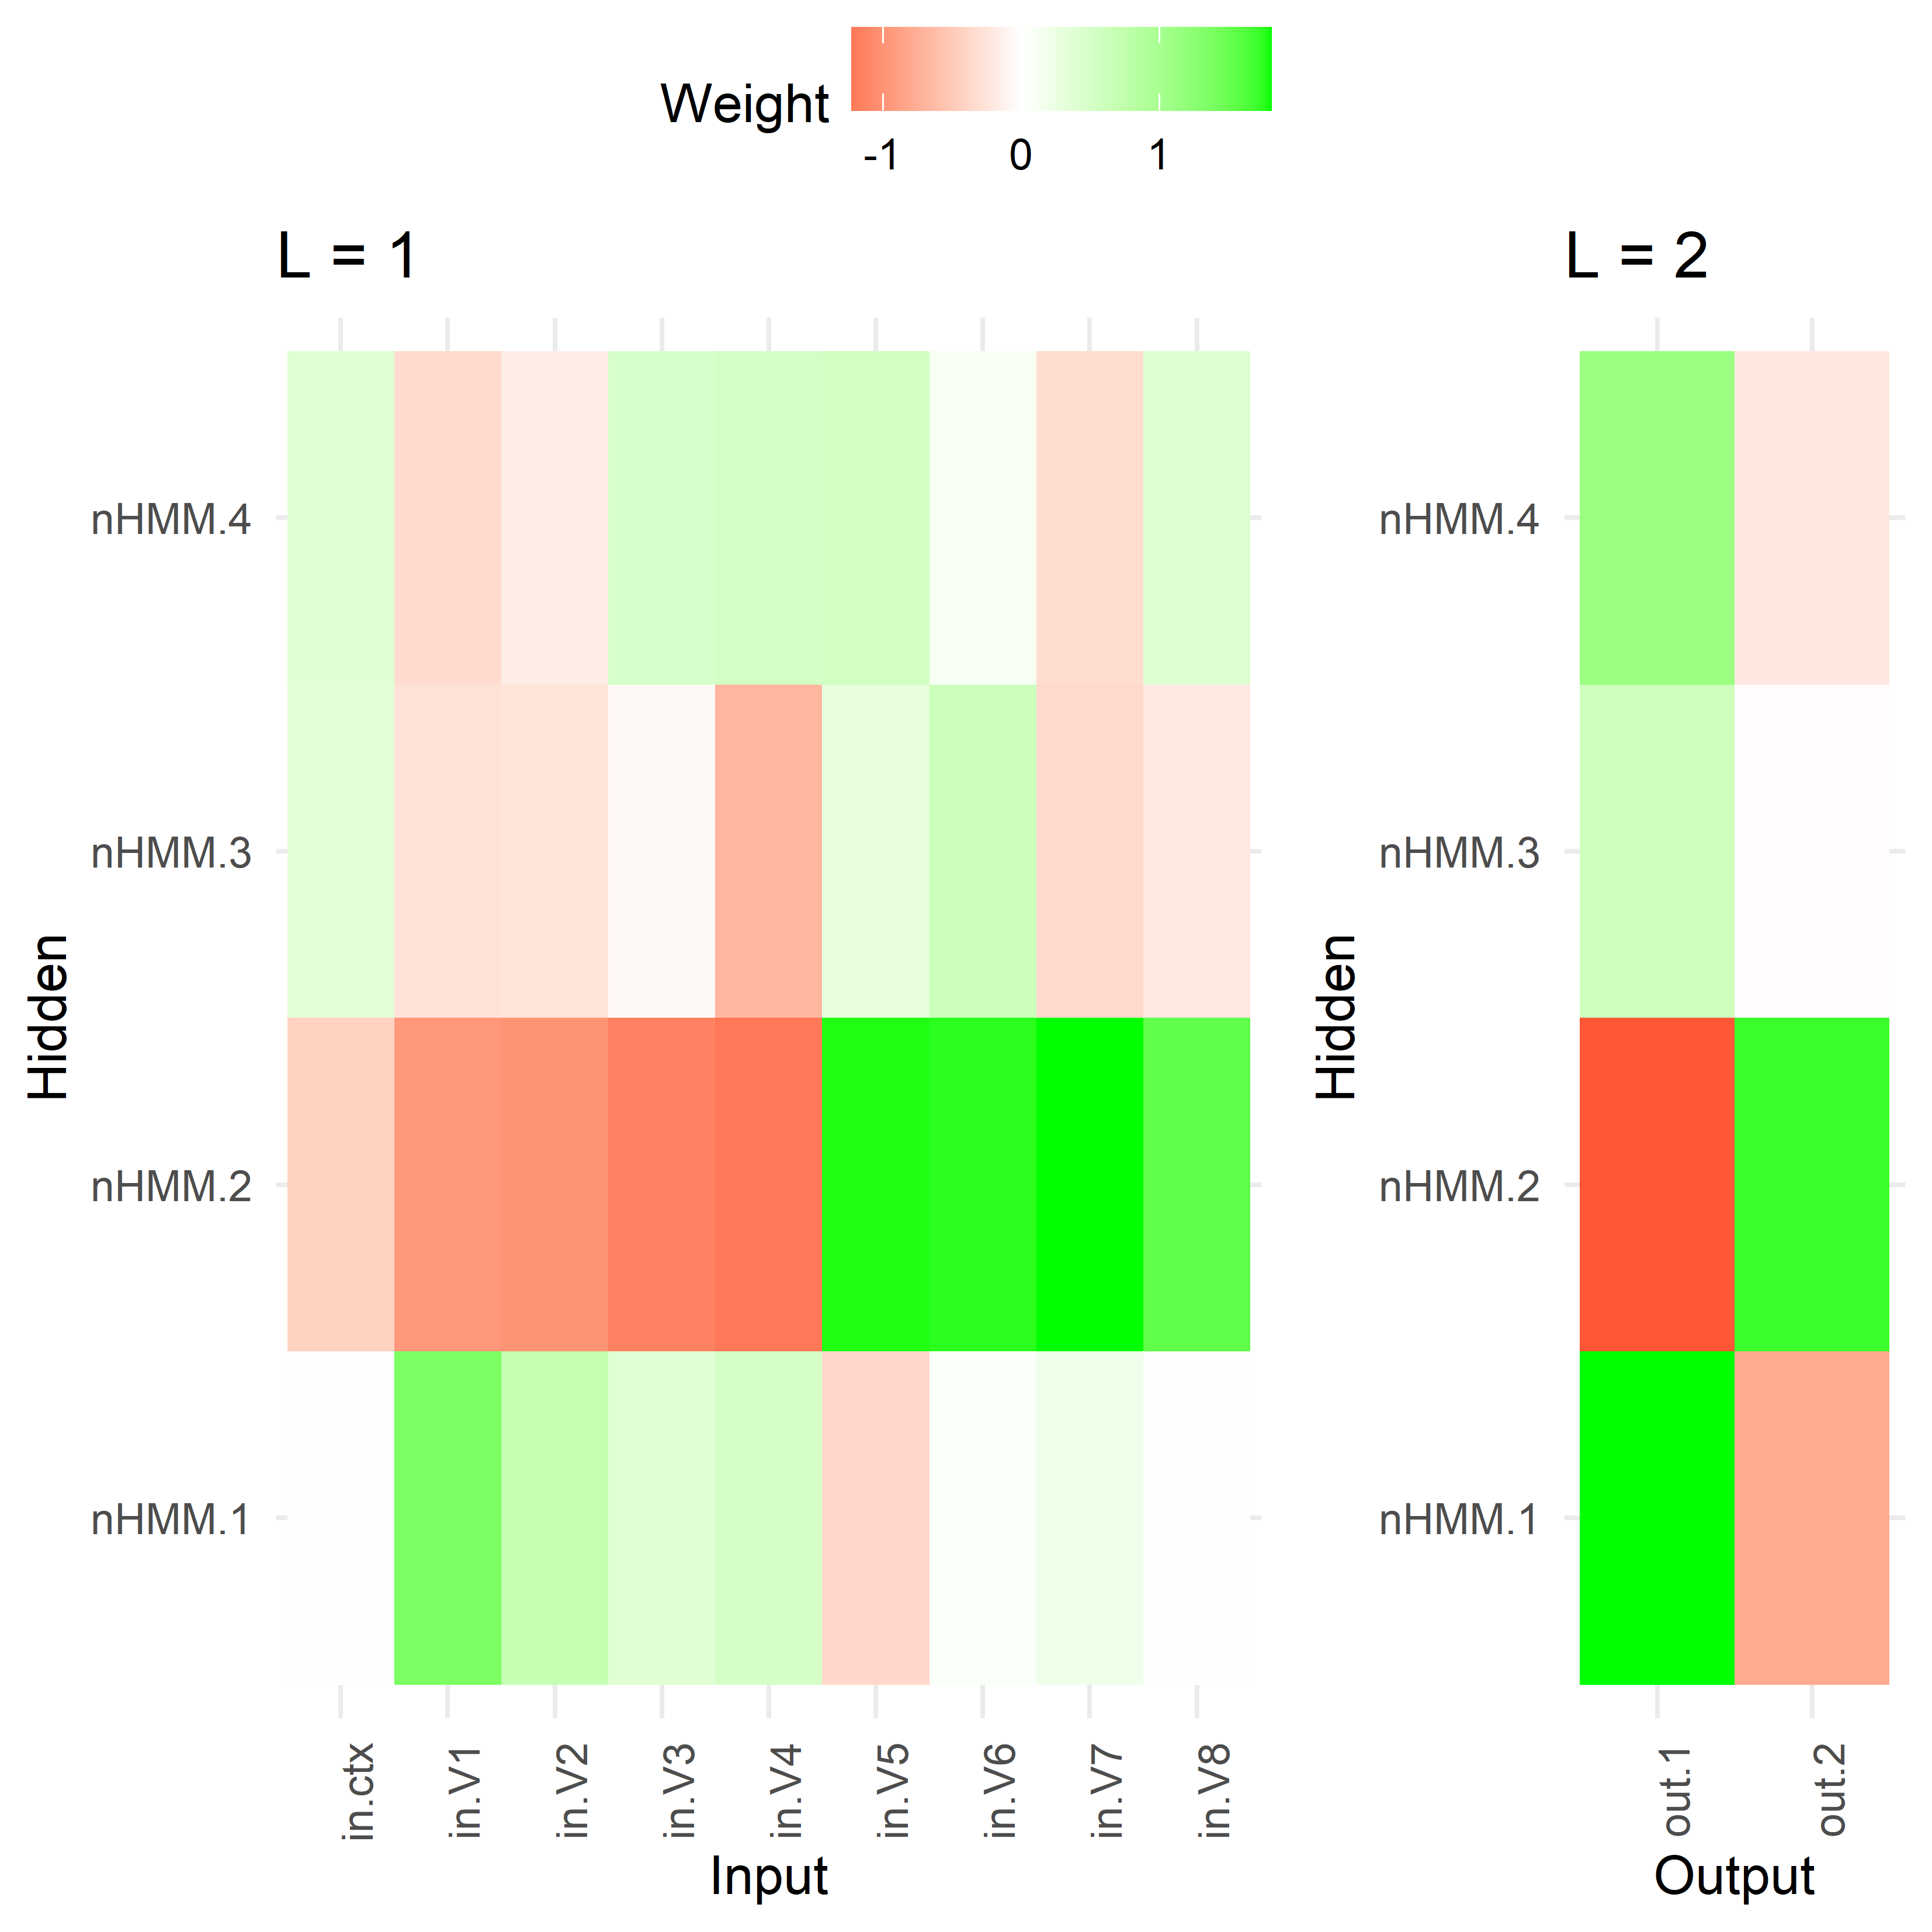 Weight
-1 0 1
L = 1
nHMM.4
nHMM.3
nHMM.2
nHMM.1
Hidden
in.ctx in.V1 in.V2 in.V3 in.V4 in.V5 in.V6 in.V7 in.V8
Input
L = 2
nHMM.4
nHMM.3
nHMM.2
nHMM.1
Hidden
out.1 out.2
Output